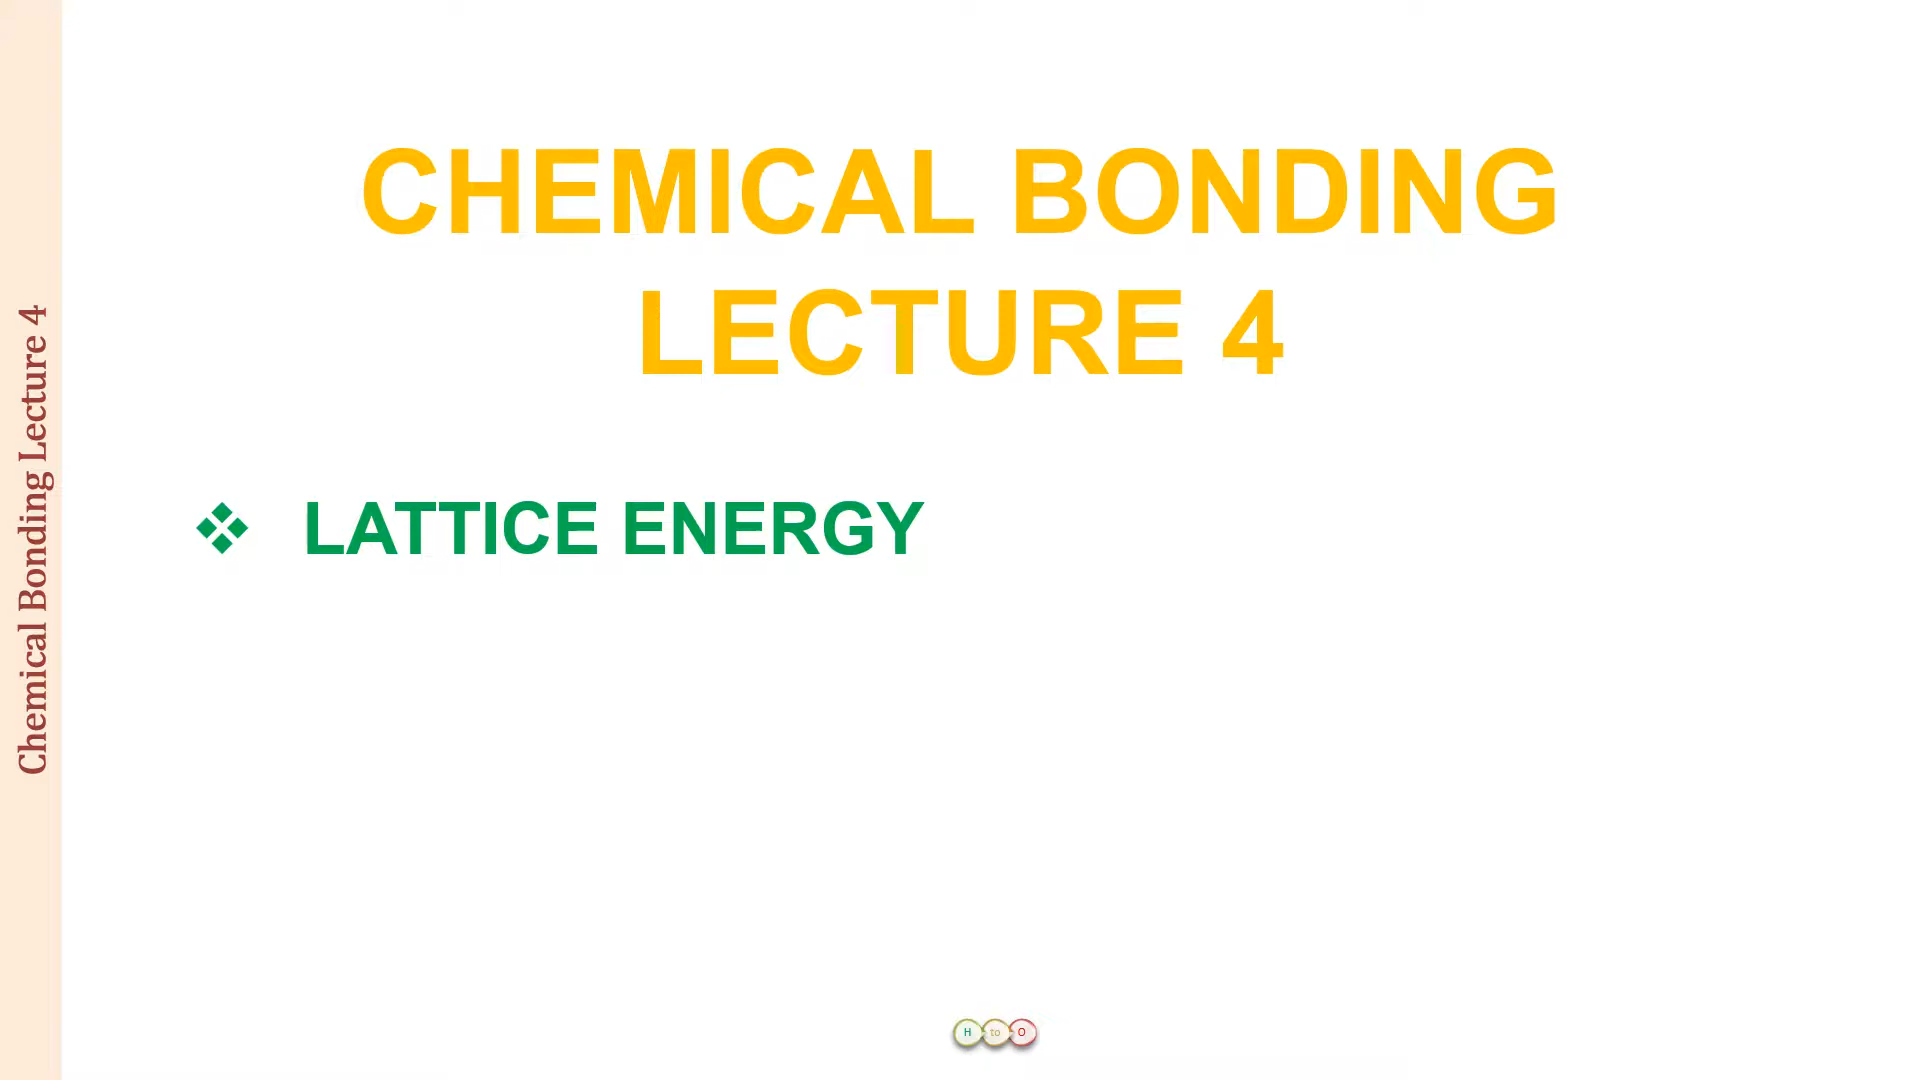 Chemical Bonding Lecture 4
CHEMICAL BONDING
LECTURE 4
❖ LATTICE ENERGY
H to O